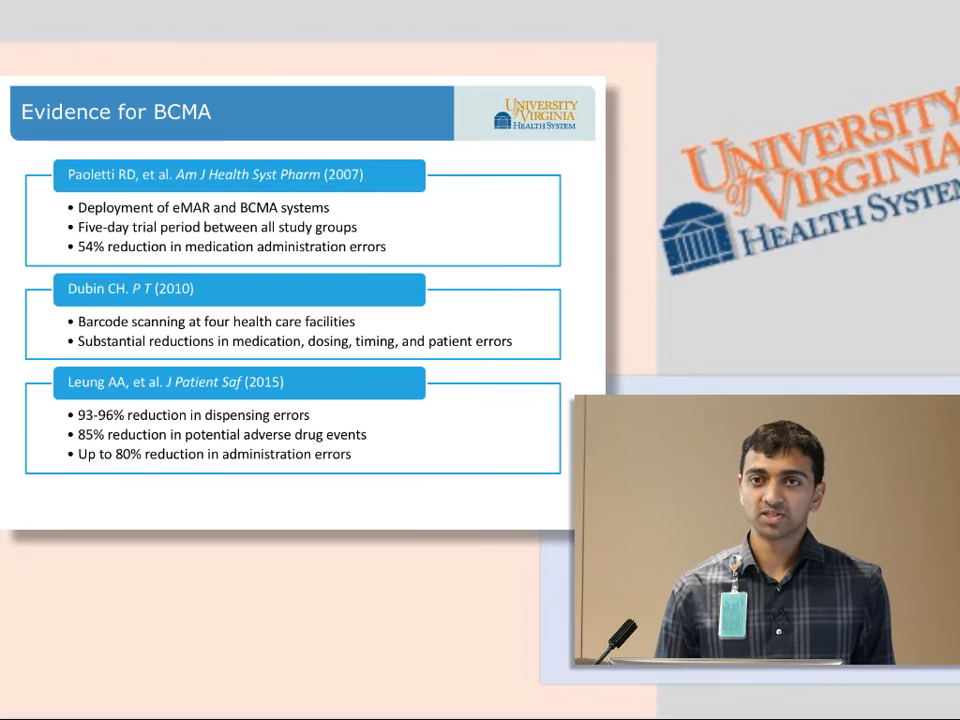 Evidence for BCMA
UNIVERSITY
of VIRGINIA
HEALTH SYSTEM
Paoletti RD, et al. Am J Health Syst Pharm (2007)
• Deployment of eMAR and BCMA systems
• Five-day trial period between all study groups
• 54% reduction in medication administration errors
Dubin CH. P T (2010)
• Barcode scanning at four health care facilities
• Substantial reductions in medication, dosing, timing, and patient errors
Leung AA, et al. J Patient Saf (2015)
• 93-96% reduction in dispensing errors
• 85% reduction in potential adverse drug events
• Up to 80% reduction in administration errors
UNIVERSITY
of VIRGINIA
HEALTH SYSTEM